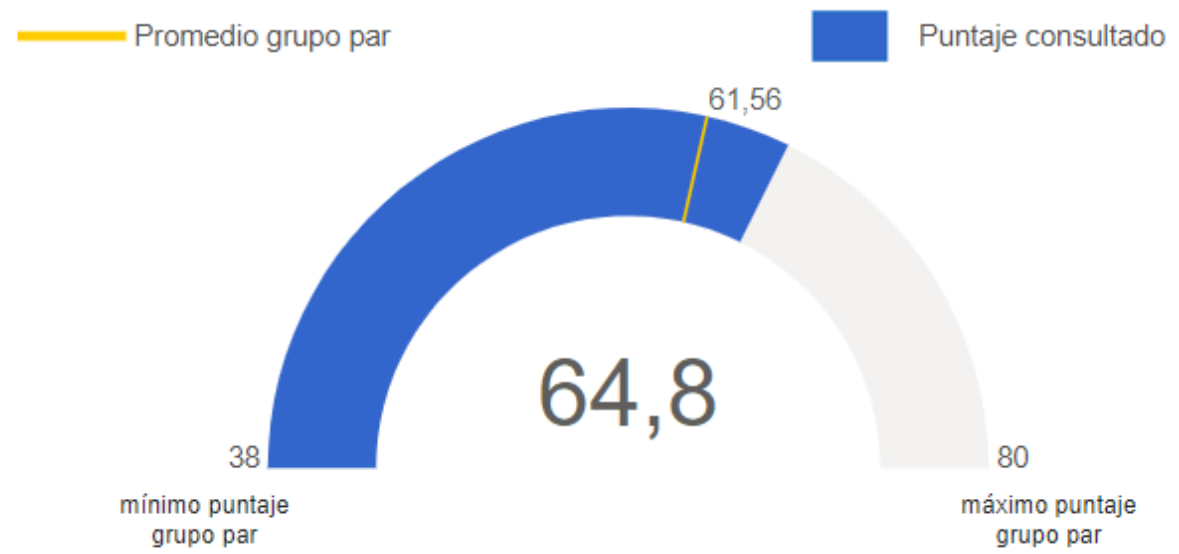 Promedio grupo par
Puntaje consultado
61,56
64,8
38
80
mínimo puntaje
grupo par
máximo puntaje
grupo par